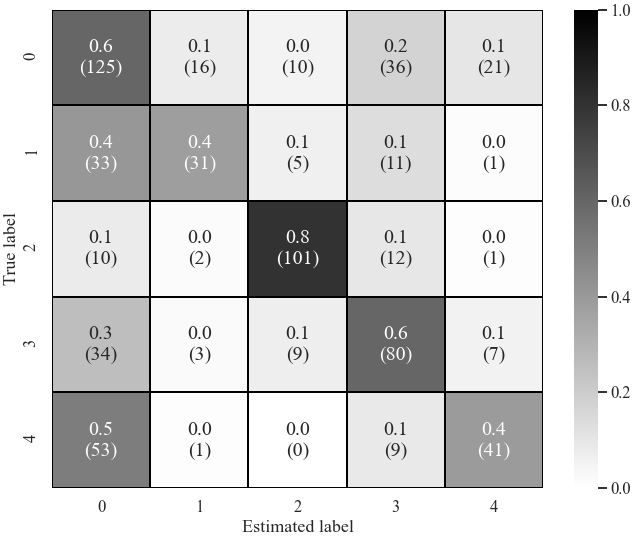 0.6 0.1 0.0 0.2 0.1
(125) (16) (10) (36) (21)
0.4 0.4 0.1 0.1 0.0
(33) (31) (5) (11) (1)
0.1 0.0 0.8 0.1 0.0
(10) (2) (101) (12) (1)
0.3 0.0 0.1 0.6 0.1
(34) (3) (9) (80) (7)
0.5 0.0 0.0 0.1 0.4
(53) (1) (0) (9) (41)
0
1
2
3
4
True label
0 1 2 3 4
Estimated label
1.0
0.8
0.6
0.4
0.2
0.0